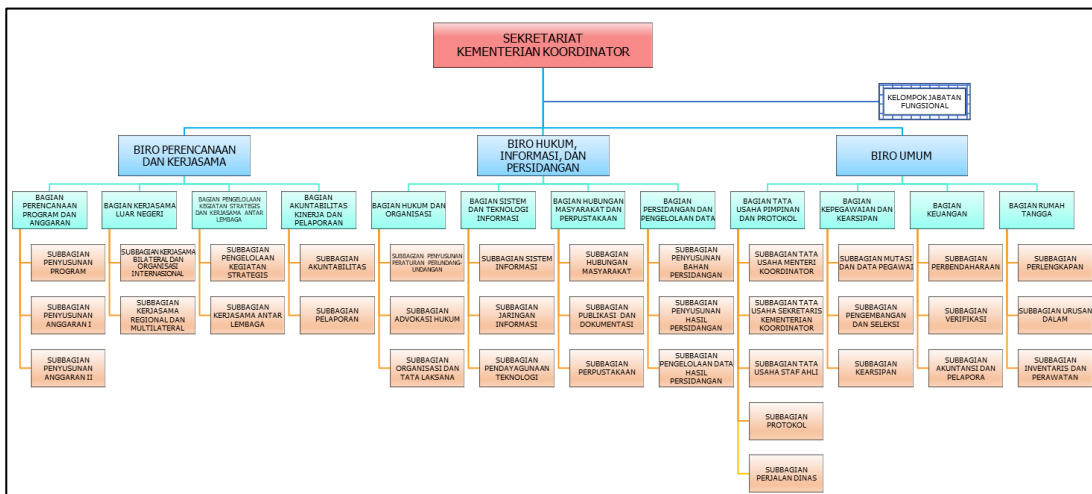 SEKRETARIAT
KEMENTERIAN KOORDINATOR
KELOMPOK JABATAN
FUNGSIONAL
BIRO PERENCANAAN
DAN KERJASAMA
BIRO HUKUM,
INFORMASI, DAN
PERSIDANGAN
BIRO UMUM
BAGIAN
PERENCANAAN
PROGRAM DAN
ANGGARAN
BAGIAN KERJASAMA
LUAR NEGERI
BAGIAN PENGELOLAAN
KEGIATAN STRATEGIS
DAN KERJASAMA ANTAR
LEMBAGA
BAGIAN
AKUNTABILITAS
KINERJA DAN
PELAPORAN
BAGIAN HUKUM DAN
ORGANISASI
BAGIAN SISTEM
DAN TEKNOLOGI
INFORMASI
BAGIAN HUBUNGAN
MASYARAKAT DAN
PERPUSTAKAAN
BAGIAN
PERSIDANGAN DAN
PENGELOLAAN DATA
BAGIAN TATA
USAHA PIMPINAN
DAN PROTOKOL
BAGIAN
KEPEGAWAIAN DAN
KEARSIPAN
BAGIAN
KEUANGAN
BAGIAN RUMAH
TANGGA
SUBBAGIAN
PENYUSUNAN
PROGRAM
SUBBAGIAN KERJASAMA
BILATERAL DAN
ORGANISASI
INTERNASIONAL
SUBBAGIAN
PENGELOLAAN
KEGIATAN
STRATEGIS
SUBBAGIAN
AKUNTABILITAS
SUBBAGIAN PENYUSUNAN
PERATURAN PERUNDANG-
UNDANGAN
SUBBAGIAN SISTEM
INFORMASI
SUBBAGIAN
HUBUNGAN
MASYARAKAT
SUBBAGIAN
PENYUSUNAN
BAHAN
PERSIDANGAN
SUBBAGIAN TATA
USAHA MENTERI
KOORDINATOR
SUBBAGIAN MUTASI
DAN DATA PEGAWAI
SUBBAGIAN
PERBENDAHARAAN
SUBBAGIAN
PERLENGKAPAN
SUBBAGIAN
PENYUSUNAN
ANGGARAN I
SUBBAGIAN
KERJASAMA
REGIONAL DAN
MULTILATERAL
SUBBAGIAN
KERJASAMA ANTAR
LEMBAGA
SUBBAGIAN
PELAPORAN
SUBBAGIAN
ADVOKASI HUKUM
SUBBAGIAN
JARINGAN
INFORMASI
SUBBAGIAN
PUBLIKASI DAN
DOKUMENTASI
SUBBAGIAN
PENYUSUNAN
HASIL
PERSIDANGAN
SUBBAGIAN TATA
USAHA SEKRETARIS
KEMENTERIAN
KOORDINATOR
SUBBAGIAN
PENGEMBANGAN
DAN SELEKSI
SUBBAGIAN
VERIFIKASI
SUBBAGIAN URUSAN
DALAM
SUBBAGIAN
PENYUSUNAN
ANGGARAN II
SUBBAGIAN
ORGANISASI DAN
TATA LAKSANA
SUBBAGIAN
PENDAYAGUNAAN
TEKNOLOGI
SUBBAGIAN
PERPUSTAKAAN
SUBBAGIAN
PENGELOLAAN DATA
HASIL
PERSIDANGAN
SUBBAGIAN TATA
USAHA STAF AHLI
SUBBAGIAN
KEARSIPAN
SUBBAGIAN
AKUNTANSI DAN
PELAPORA
SUBBAGIAN
INVENTARIS DAN
PERAWATAN
SUBBAGIAN
PROTOKOL
SUBBAGIAN
PERJALAN DINAS